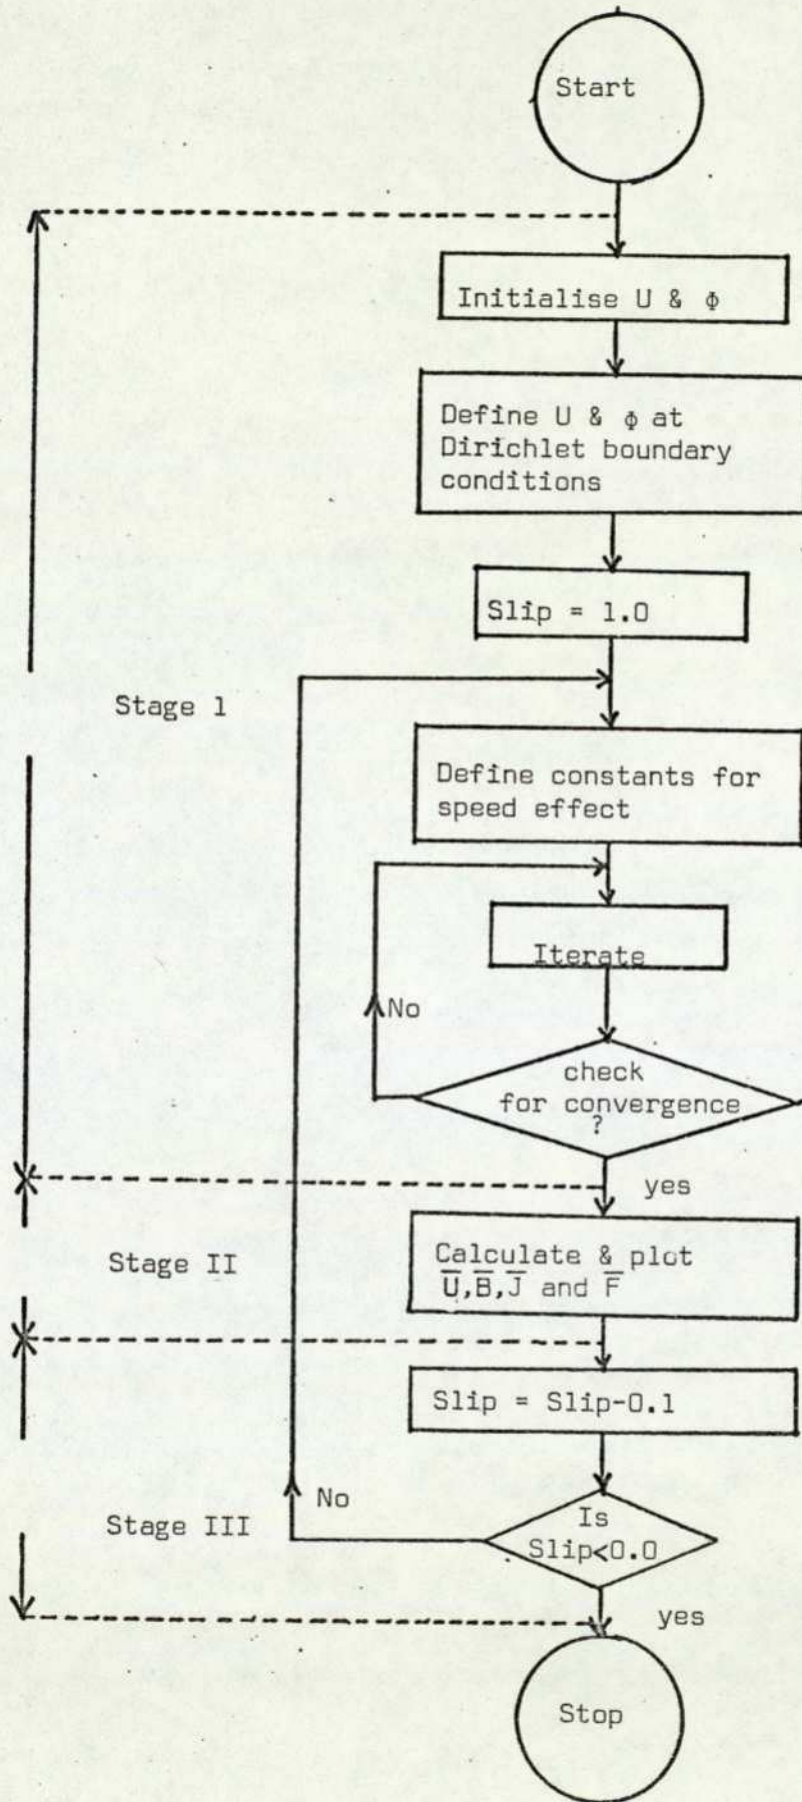 Start
Initialise U & Φ
Define U & Φ at
Dirichlet boundary
conditions
Slip = 1.0
Stage 1
Define constants for
speed effect
Iterate
No
check
for convergence
?
yes
Stage II
Calculate & plot
U̅,B̅,J̅ and F̅
Slip = Slip-0.1
No
Stage III
Is
Slip<0.0
yes
Stop